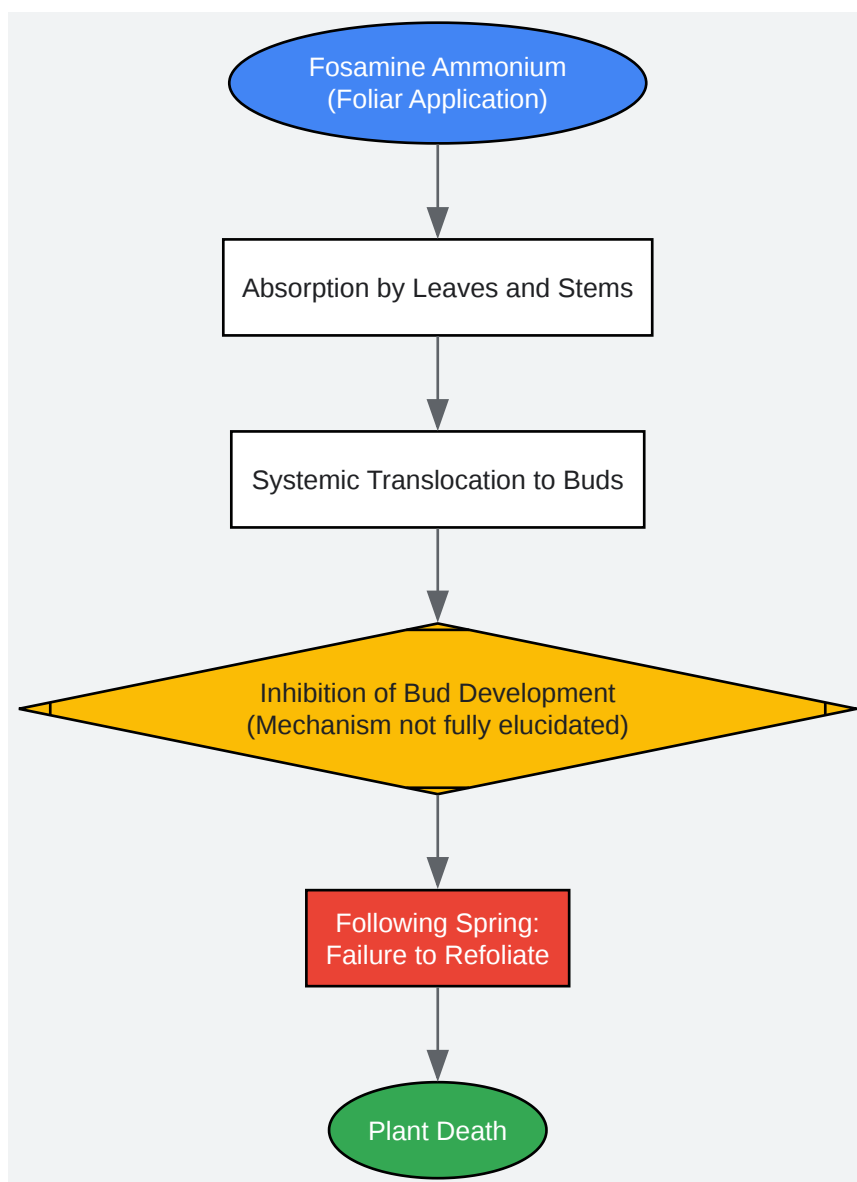 Fosamine Ammonium
(Foliar Application)
Absorption by Leaves and Stems
Systemic Translocation to Buds
Inhibition of Bud Development
(Mechanism not fully elucidated)
Following Spring:
Failure to Refoliate
Plant Death